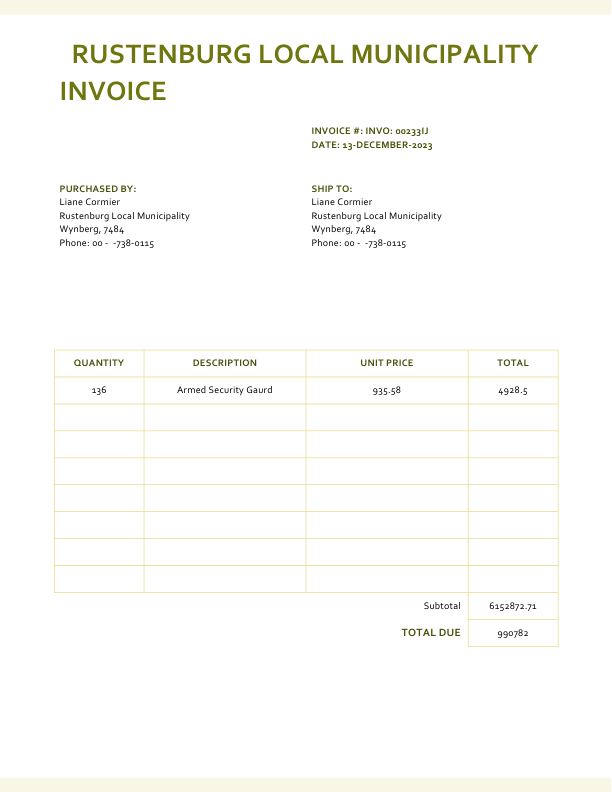 RUSTENBURG LOCAL MUNICIPALITY
INVOICE
INVOICE #: INVO: 00233IJ
DATE: 13-DECEMBER-2023
PURCHASED BY:
Liane Cormier
Rustenburg Local Municipality
Wynberg, 7484
Phone: 00 -  -738-0115
SHIP TO:
Liane Cormier
Rustenburg Local Municipality
Wynberg, 7484
Phone: 00 -  -738-0115
QUANTITY DESCRIPTION UNIT PRICE TOTAL
136 Armed Security Gaurd 935.58 4928.5
Subtotal 6152872.71
TOTAL DUE 990782